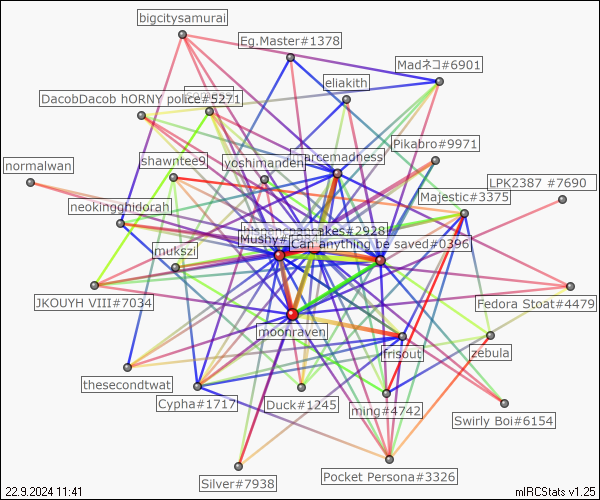 bigcitysamurai
Eg.Master#1378
Madネコ#6901
eliakith
DacobDacob hORNY police#5271
Pikabro#9971
shawntee9
yoshimanden
arcemadness
normalwan
LPK2387 #7690
Majestic#3375
neokingghidorah
akes#2928
Mushy#1984
Can anything be saved#0396
mukszi
JKOUYH VIII#7034
Fedora Stoat#4479
moonraven
frisout
zebula
thesecondtwat
Cypha#1717
Duck#1245
ming#4742
Swirly Boi#6154
Silver#7938
Pocket Persona#3326
22.9.2024 11:41
mIRCStats v1.25